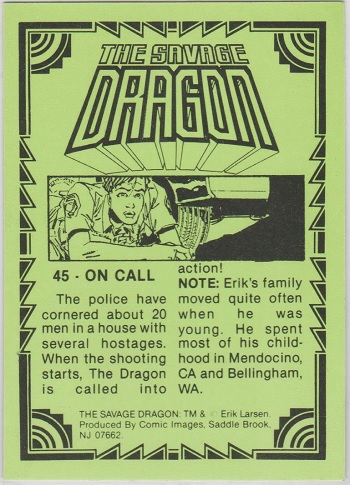 THE SAVAGE
DRAGON
45 - ON CALL
The police have
cornered about 20
men in a house with
several hostages.
When the shooting
starts, The Dragon
is called into
action!
NOTE: Erik's family
moved quite often
when he was
young. He spent
most of his child-
hood in Mendocino,
CA and Bellingham,
WA.
THE SAVAGE DRAGON: TM & © Erik Larsen.
Produced By Comic Images, Saddle Brook,
NJ 07662.